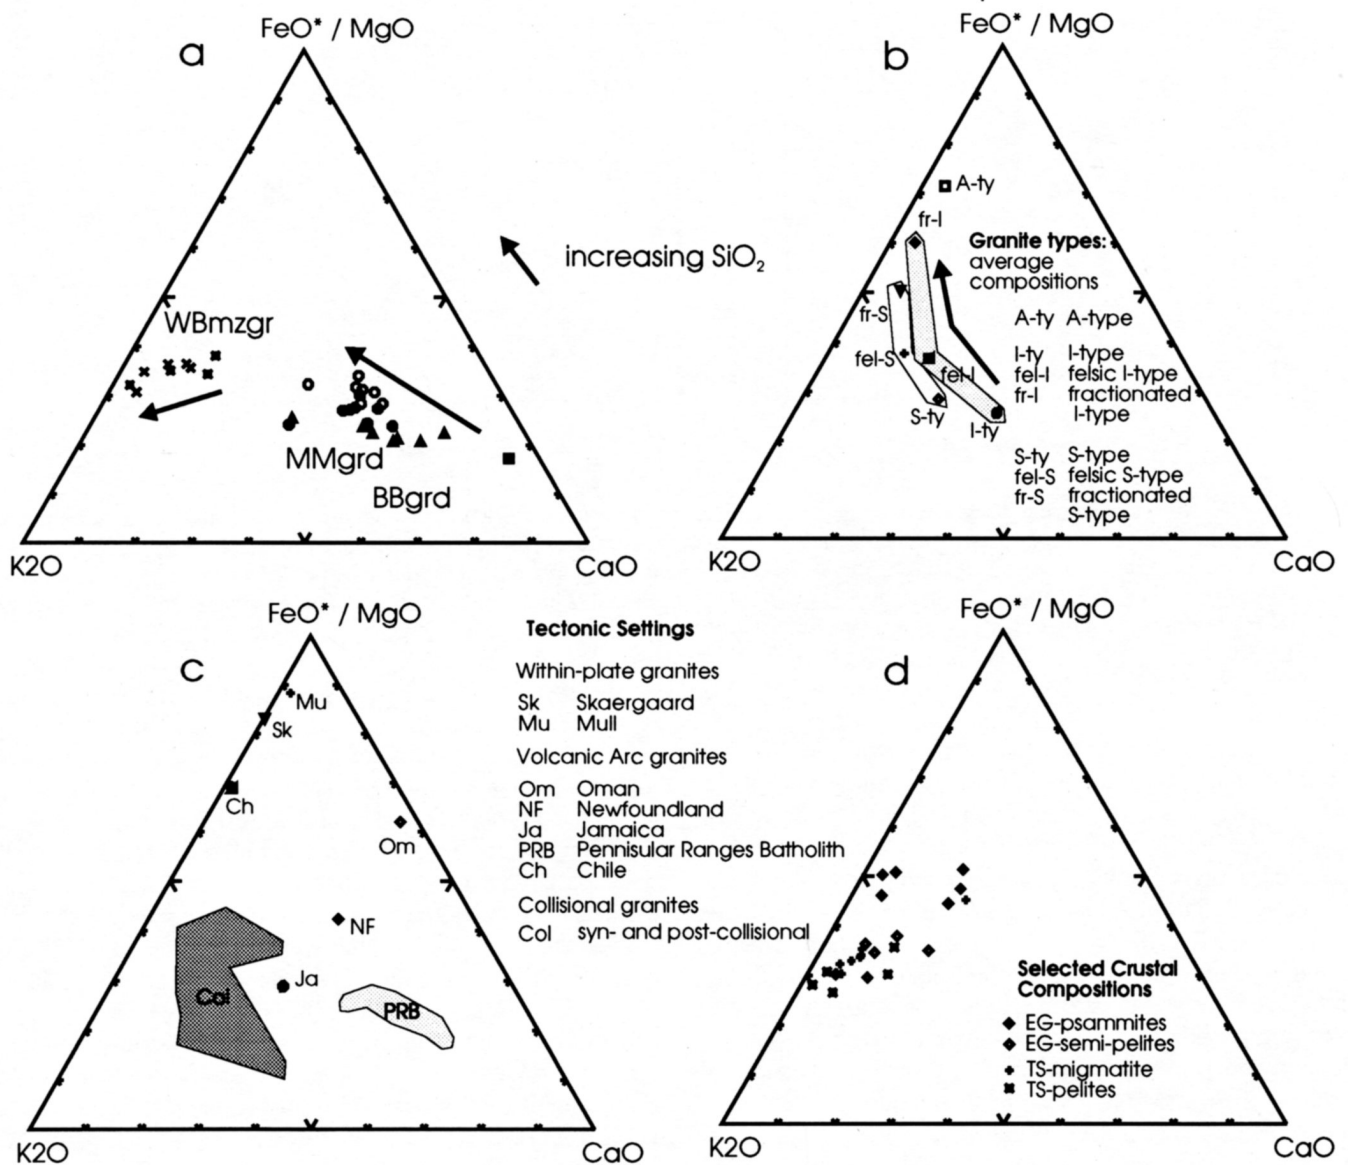 a
FeO* / MgO
WBmzgr
MMgrd
BBgrd
K2O
CaO
increasing SiO2
b
FeO* / MgO
A-ty
fr-I
fr-S
fel-S
fel-I
S-ty
I-ty
Granite types:
average
compositions
A-ty A-type
I-ty I-type
fel-I felsic I-type
fr-I fractionated
I-type
S-ty S-type
fel-S felsic S-type
fr-S fractionated
S-type
K2O
CaO
c
FeO* / MgO
Mu
Sk
Ch
Om
NF
Ja
PRB
K2O
CaO
Tectonic Settings
Within-plate granites
Sk Skaergaard
Mu Mull
Volcanic Arc granites
Om Oman
NF Newfoundland
Ja Jamaica
PRB Pennisular Ranges Batholith
Ch Chile
Collisional granites
Col syn- and post-collisional
d
FeO* / MgO
Selected Crustal
Compositions
EG-psammites
EG-semi-pelites
TS-migmatite
TS-pelites
K2O
CaO